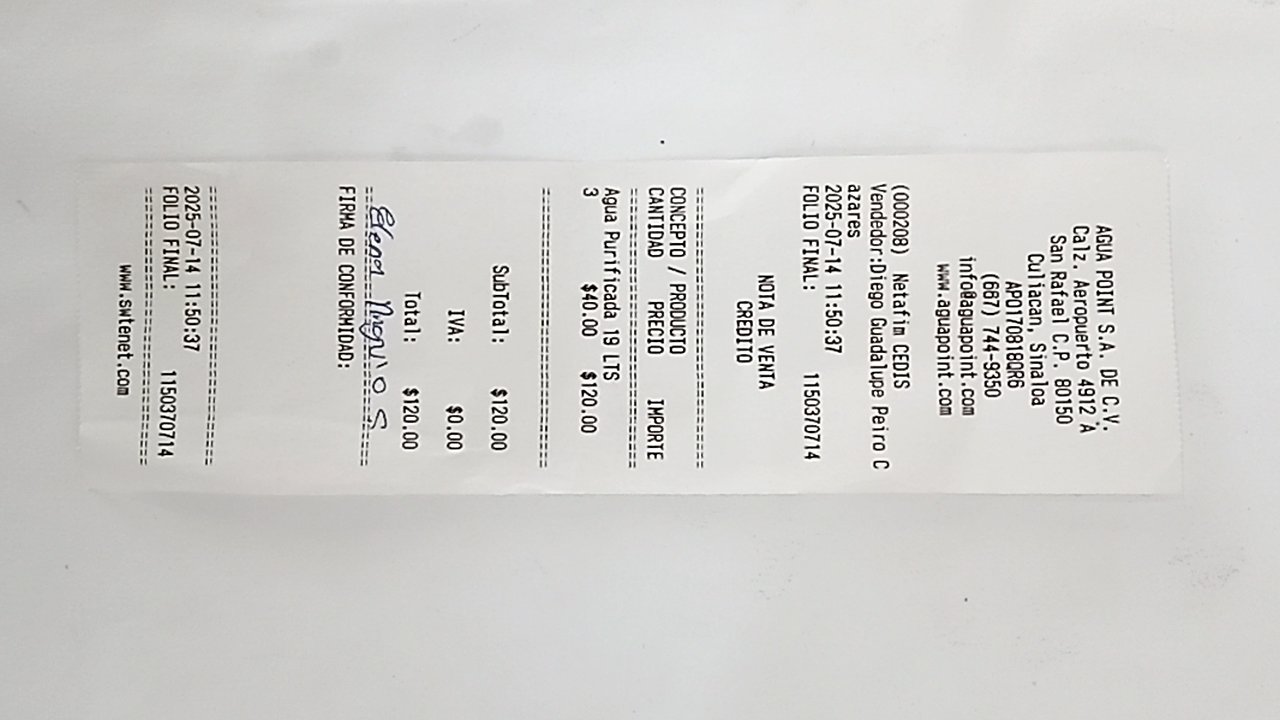 AGUA POINT S.A. DE C.V.
Calz. Aeropuerto 4912 A
San Rafael C.P. 80150
Culiacan, Sinaloa
APO170818QR6
(667) 744-9350
info@aguapoint.com
www.aguapoint.com
(000208) Netafim CEDIS
Vendedor:Diego Guadalupe Peiro C
azares
2025-07-14 11:50:37
FOLIO FINAL: 1150370714
NOTA DE VENTA
CREDITO
================================
CONCEPTO / PRODUCTO
CANTIDAD PRECIO IMPORTE
================================
Agua Purificada 19 LTS
3 $40.00 $120.00
================================
SubTotal: $120.00
IVA: $0.00
Total: $120.00
Elena
================================
FIRMA DE CONFORMIDAD:
================================
2025-07-14 11:50:37
FOLIO FINAL: 1150370714
================================
www.swfenet.com